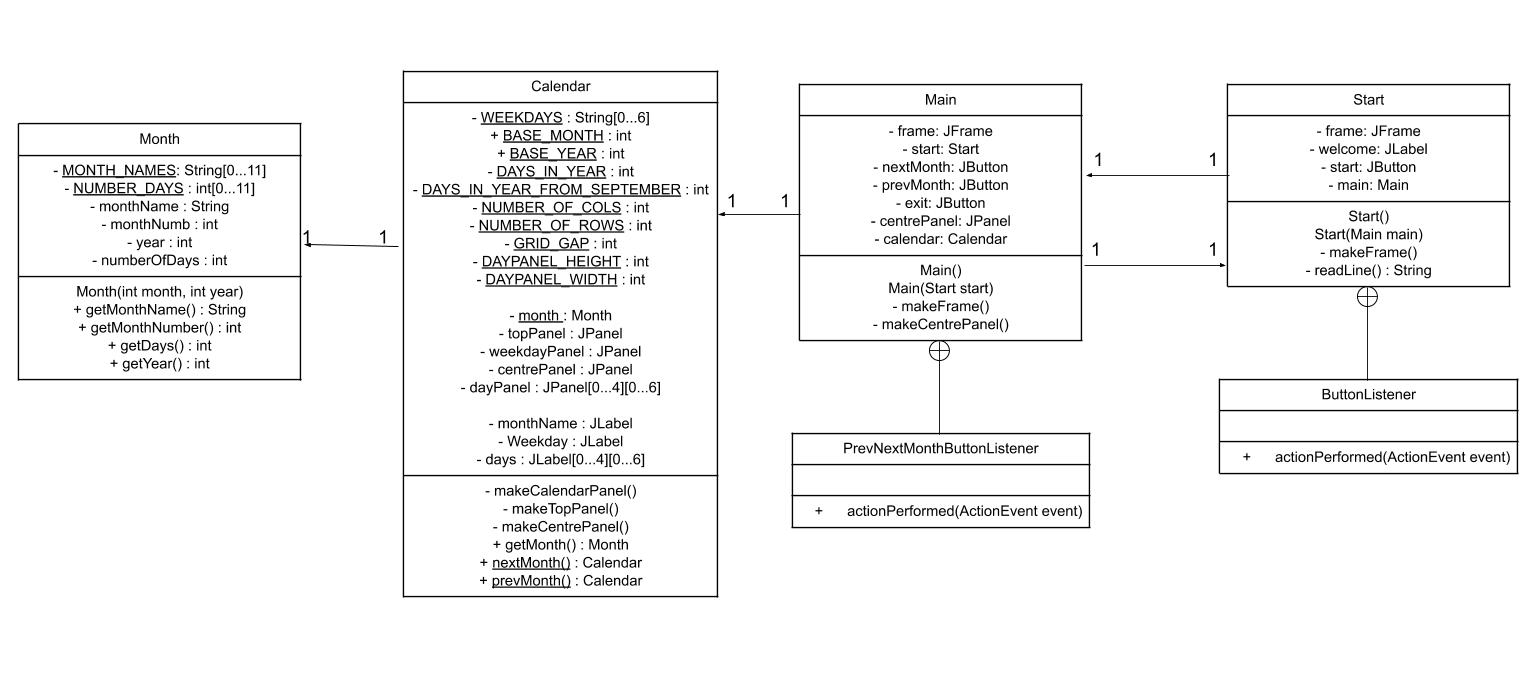 Month
- MONTH_NAMES: String[0...11]
- NUMBER_DAYS : int[0...11]
- monthName : String
- monthNumb : int
- year : int
- numberOfDays : int
Month(int month, int year)
+ getMonthName() : String
+ getMonthNumber() : int
+ getDays() : int
+ getYear() : int
1
1
Calendar
- WEEKDAYS : String[0...6]
+ BASE_MONTH : int
+ BASE_YEAR : int
- DAYS_IN_YEAR : int
- DAYS_IN_YEAR_FROM_SEPTEMBER : int
- NUMBER_OF_COLS : int
- NUMBER_OF_ROWS : int
- GRID_GAP : int
- DAYPANEL_HEIGHT : int
- DAYPANEL_WIDTH : int
- month : Month
- topPanel : JPanel
- weekdayPanel : JPanel
- centrePanel : JPanel
- dayPanel : JPanel[0...4][0...6]
- monthName : JLabel
- Weekday : JLabel
- days : JLabel[0...4][0...6]
- makeCalendarPanel()
- makeTopPanel()
- makeCentrePanel()
+ getMonth() : Month
+ nextMonth() : Calendar
+ prevMonth() : Calendar
1
1
Main
- frame: JFrame
- start: Start
- nextMonth: JButton
- prevMonth: JButton
- exit: JButton
- centrePanel: JPanel
- calendar: Calendar
Main()
Main(Start start)
- makeFrame()
- makeCentrePanel()
PrevNextMonthButtonListener
+ actionPerformed(ActionEvent event)
1
1
1
1
Start
- frame: JFrame
- welcome: JLabel
- start: JButton
- main: Main
Start()
Start(Main main)
- makeFrame()
- readLine() : String
ButtonListener
+ actionPerformed(ActionEvent event)